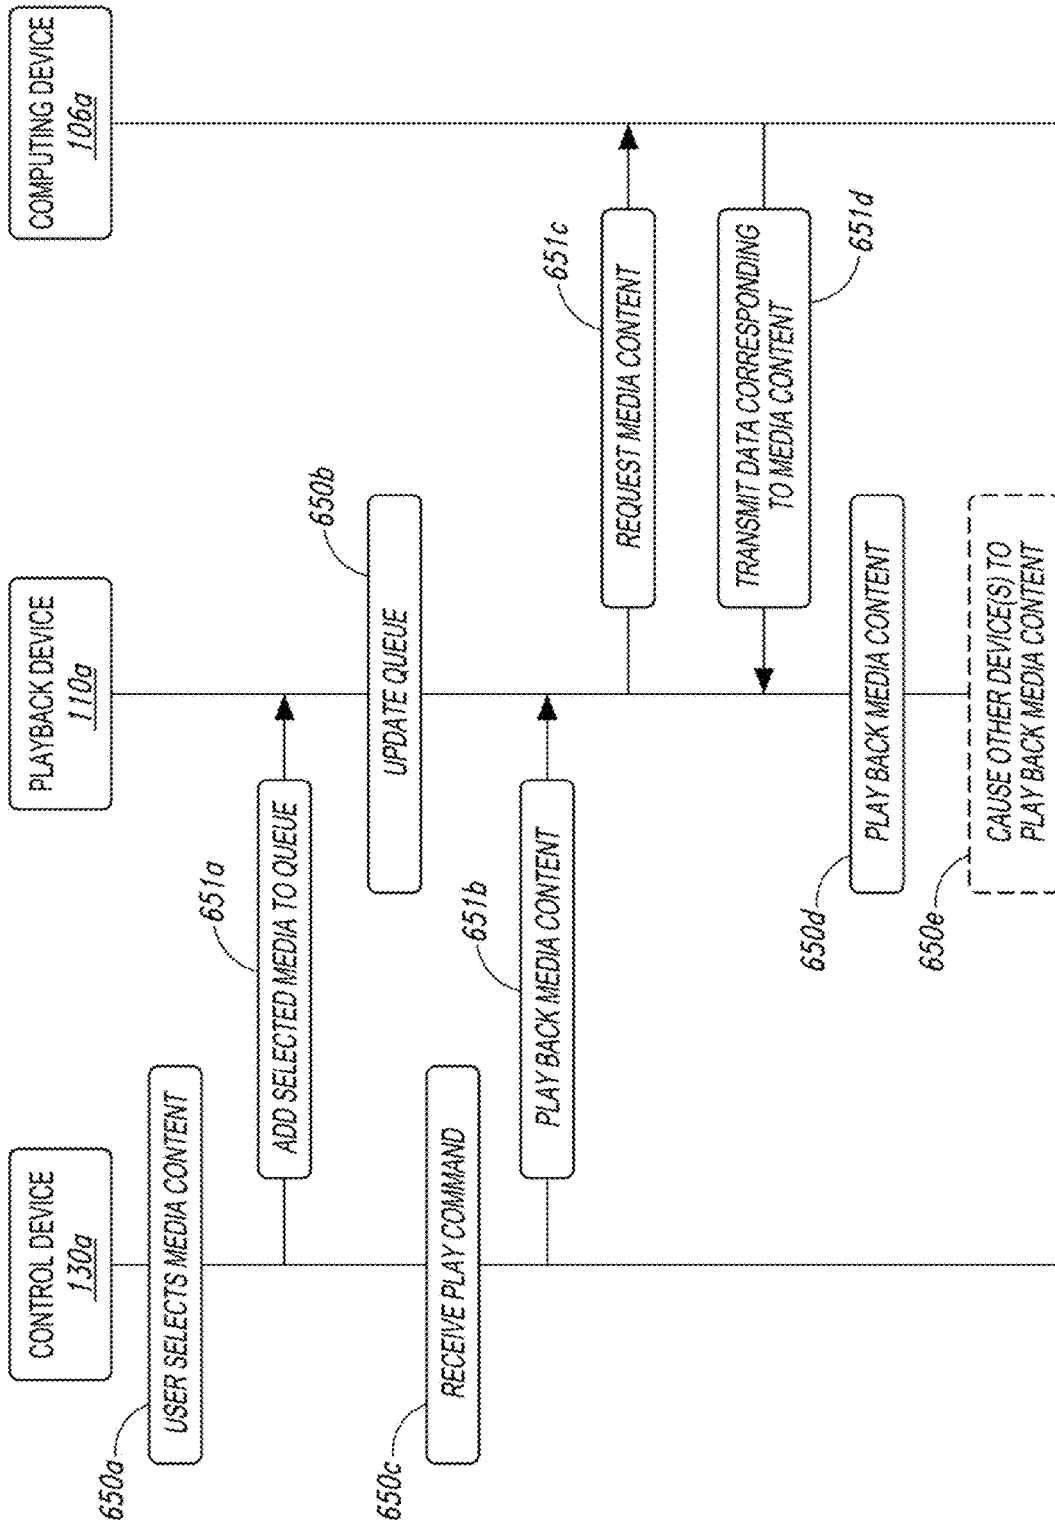 CONTROL DEVICE
130a
PLAYBACK DEVICE
110a
COMPUTING DEVICE
106a
650a
USER SELECTS MEDIA CONTENT
651a
ADD SELECTED MEDIA TO QUEUE
650b
UPDATE QUEUE
650c
RECEIVE PLAY COMMAND
651b
PLAY BACK MEDIA CONTENT
651c
REQUEST MEDIA CONTENT
651d
TRANSMIT DATA CORRESPONDING
TO MEDIA CONTENT
650d
PLAY BACK MEDIA CONTENT
650e
CAUSE OTHER DEVICE(S) TO
PLAY BACK MEDIA CONTENT